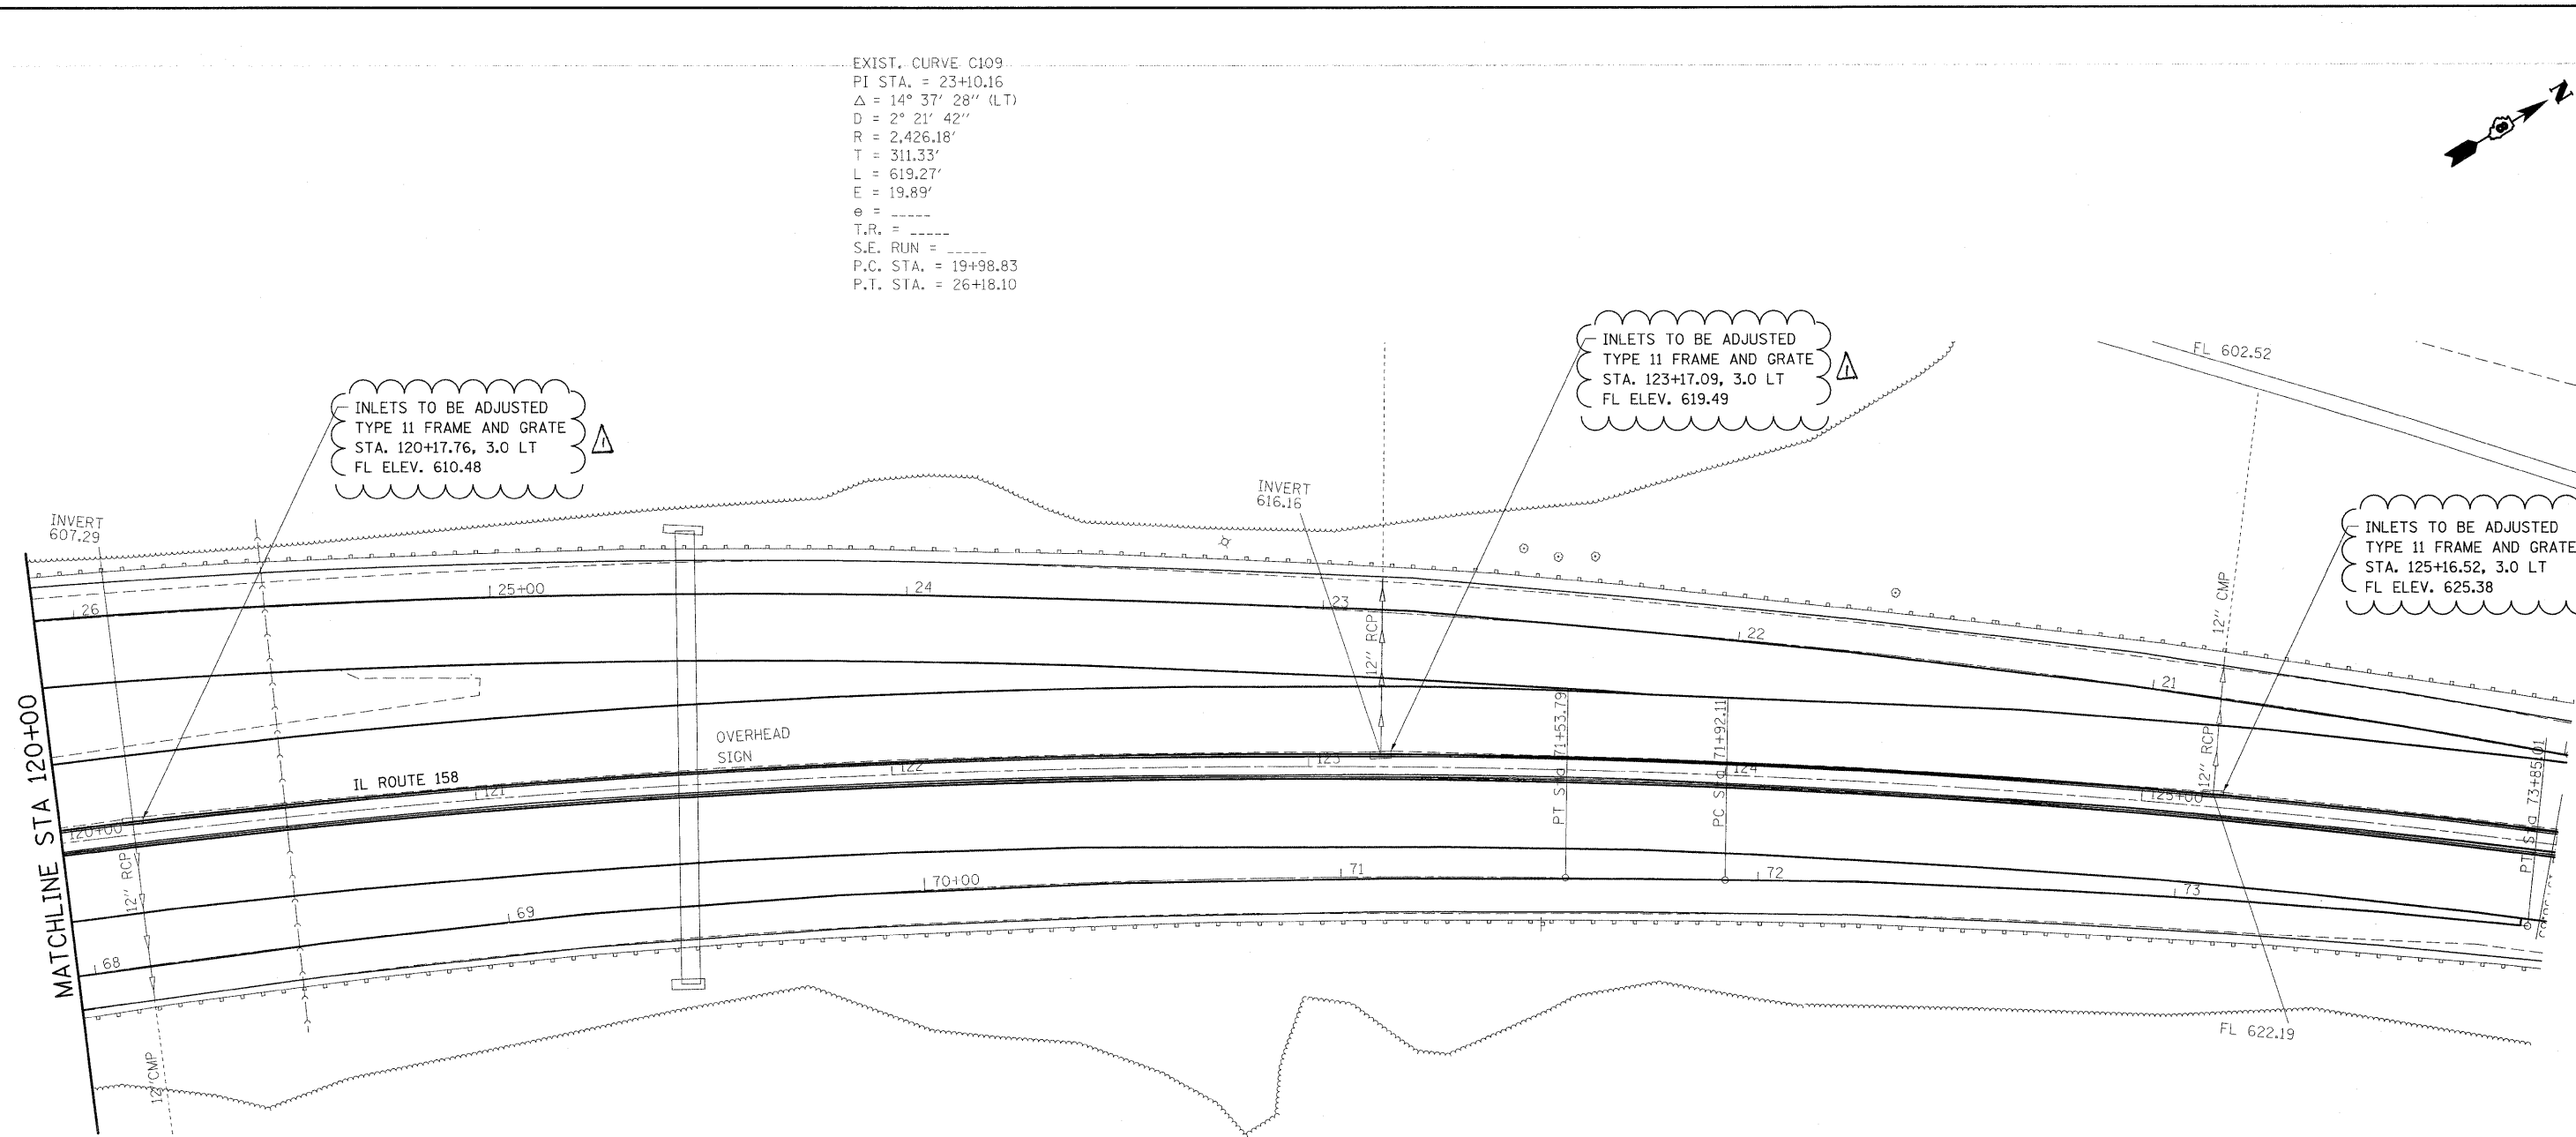 EXIST. CURVE C109
PI STA. = 23+10.16
Δ = 14° 37' 28" (LT)
D = 2° 21' 42"
R = 2,426.18'
T = 311.33'
L = 619.27'
E = 19.89'
e = _____
T.R. = _____
S.E. RUN = _____
P.C. STA. = 19+98.83
P.T. STA. = 26+18.10
N
INLETS TO BE ADJUSTED
TYPE 11 FRAME AND GRATE
STA. 123+17.09, 3.0 LT
FL ELEV. 619.49
1
FL 602.52
INLETS TO BE ADJUSTED
TYPE 11 FRAME AND GRATE
STA. 120+17.76, 3.0 LT
FL ELEV. 610.48
1
INVERT
616.16
INVERT
607.29
INLETS TO BE ADJUSTED
TYPE 11 FRAME AND GRATE
STA. 125+16.52, 3.0 LT
FL ELEV. 625.38
26
25+00
24
23
22
21
12" RCP
12" CMP
12" RCP
PT Sta 71+53.79
PC Sta 71+92.11
PT Sta 73+85.01
OVERHEAD
SIGN
IL ROUTE 158
120+00
121
122
123
124
125+00
MATCHLINE STA 120+00
12" RCP
68
69
70+00
71
72
73
12"CMP
FL 622.19